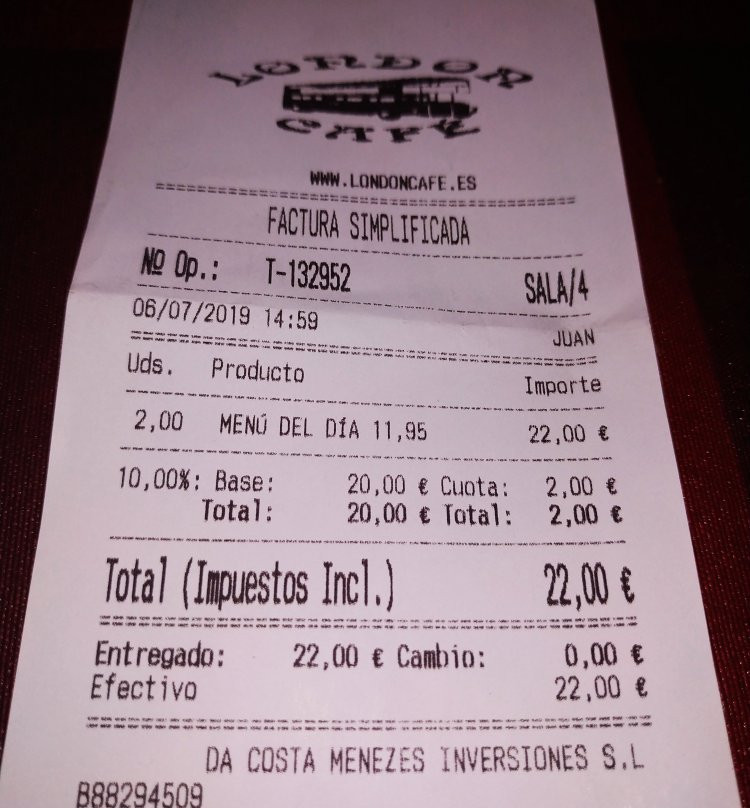 LONDON
CAFE
WWW.LONDONCAFE.ES
FACTURA SIMPLIFICADA
Nº Op.: T-132952 SALA/4
06/07/2019 14:59 JUAN
Uds. Producto Importe
2,00 MENÚ DEL DÍA 11,95 22,00 €
10,00%: Base: 20,00 € Cuota: 2,00 €
Total: 20,00 € Total: 2,00 €
Total (Impuestos Incl.) 22,00 €
Entregado: 22,00 € Cambio: 0,00 €
Efectivo 22,00 €
DA COSTA MENEZES INVERSIONES S.L
B88294509